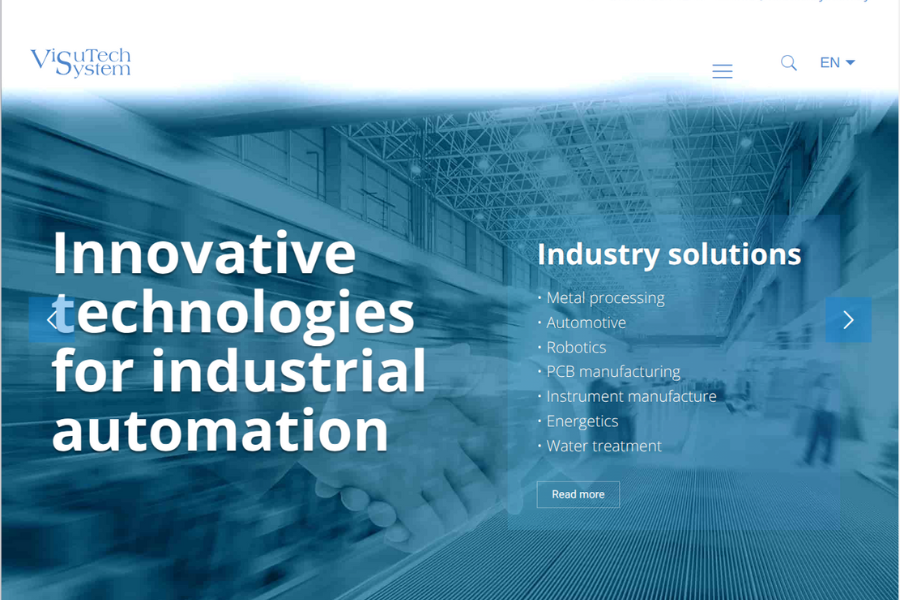 ViSuTech
System
EN
Innovative
technologies
for industrial
automation
Industry solutions
• Metal processing
• Automotive
• Robotics
• PCB manufacturing
• Instrument manufacture
• Energetics
• Water treatment
Read more